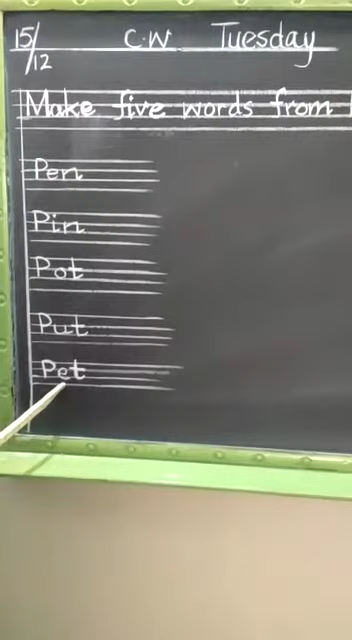 15/12 C.W Tuesday
Make five words from
Pen
Pin
Pot
Put
Pet